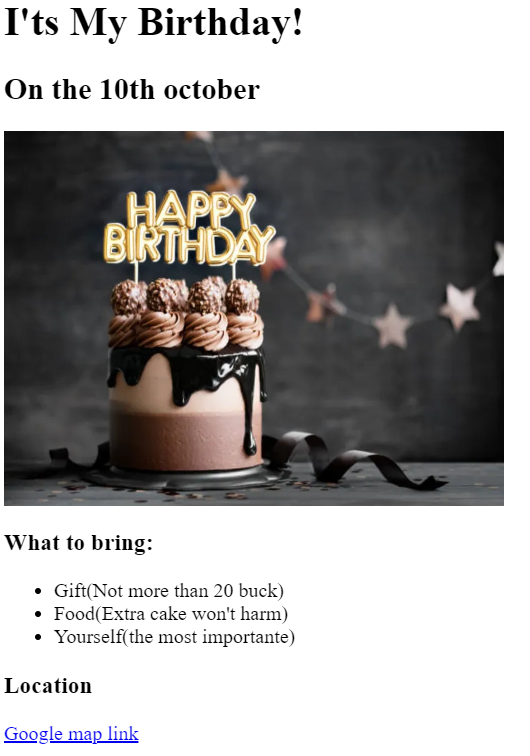 I'ts My Birthday!
On the 10th october
HAPPY
BIRTHDAY
What to bring:
Gift(Not more than 20 buck)
Food(Extra cake won't harm)
Yourself(the most importante)
Location
Google map link